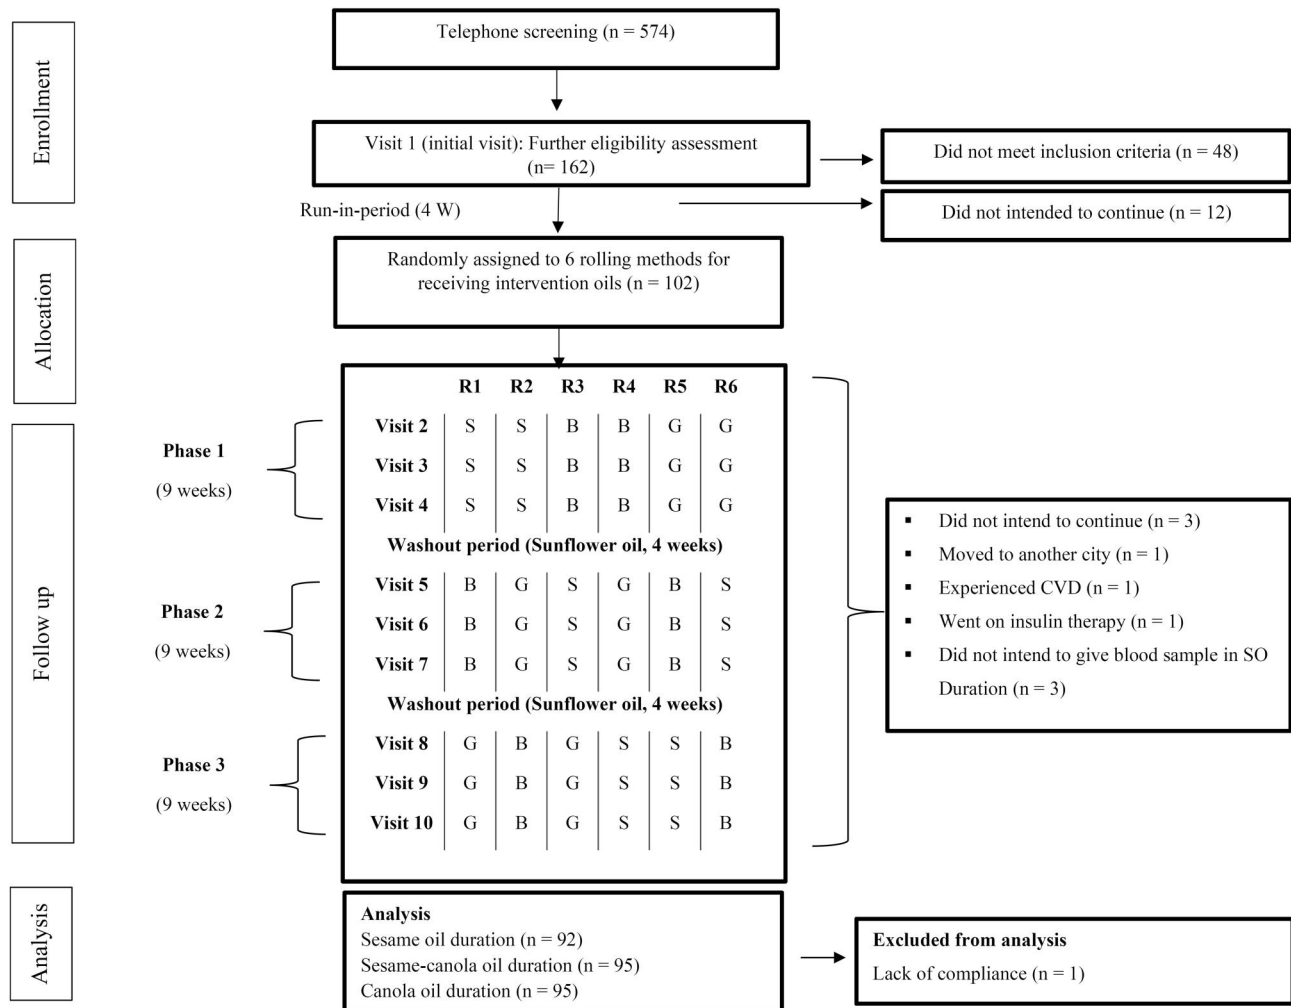 Enrollment
Telephone screening (n = 574)
Visit 1 (initial visit): Further eligibility assessment
(n= 162)
Did not meet inclusion criteria (n = 48)
Run-in-period (4 W)
Did not intended to continue (n = 12)
Allocation
Randomly assigned to 6 rolling methods for
receiving intervention oils (n = 102)
R1 R2 R3 R4 R5 R6
Follow up
Phase 1
(9 weeks)
Visit 2 S S B B G G
Visit 3 S S B B G G
Visit 4 S S B B G G
Washout period (Sunflower oil, 4 weeks)
Phase 2
(9 weeks)
Visit 5 B G S G B S
Visit 6 B G S G B S
Visit 7 B G S G B S
Washout period (Sunflower oil, 4 weeks)
Phase 3
(9 weeks)
Visit 8 G B G S S B
Visit 9 G B G S S B
Visit 10 G B G S S B
▪ Did not intend to continue (n = 3)
▪ Moved to another city (n = 1)
▪ Experienced CVD (n = 1)
▪ Went on insulin therapy (n = 1)
▪ Did not intend to give blood sample in SO
Duration (n = 3)
Analysis
Analysis
Sesame oil duration (n = 92)
Sesame-canola oil duration (n = 95)
Canola oil duration (n = 95)
Excluded from analysis
Lack of compliance (n = 1)